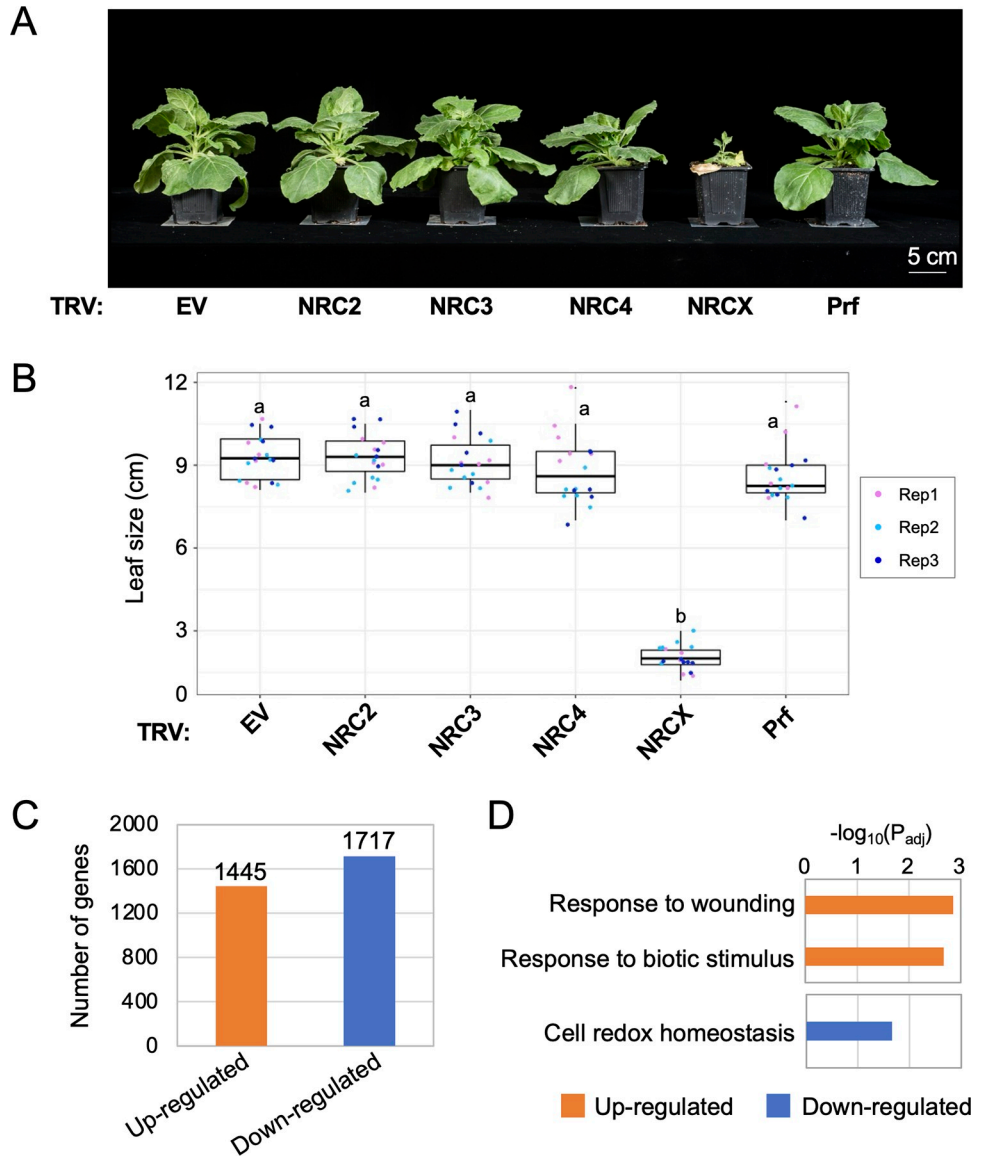 A
5 cm
TRV: EV NRC2 NRC3 NRC4 NRCX Prf
B
Leaf size (cm)
12
9
6
3
0
a a a a b a
Rep1
Rep2
Rep3
TRV: EV NRC2 NRC3 NRC4 NRCX Prf
C
Number of genes
2000
1600
1200
800
400
0
1445 1717
Up-regulated Down-regulated
D
-log10(Padj)
0 1 2 3
Response to wounding
Response to biotic stimulus
Cell redox homeostasis
Up-regulated Down-regulated